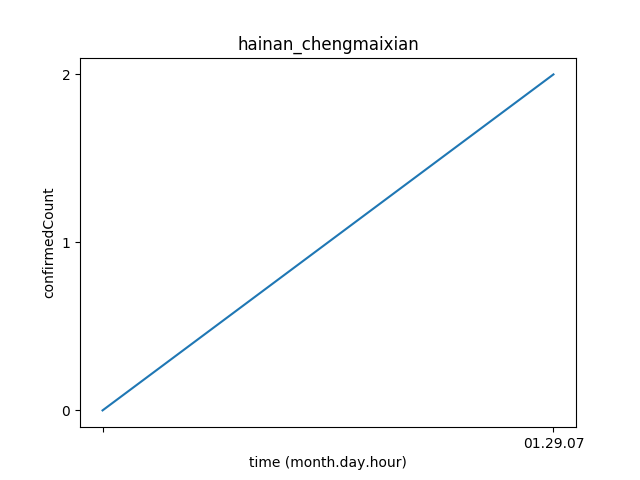 hainan_chengmaixian
2
1
0
confirmedCount
01.29.07
time (month.day.hour)